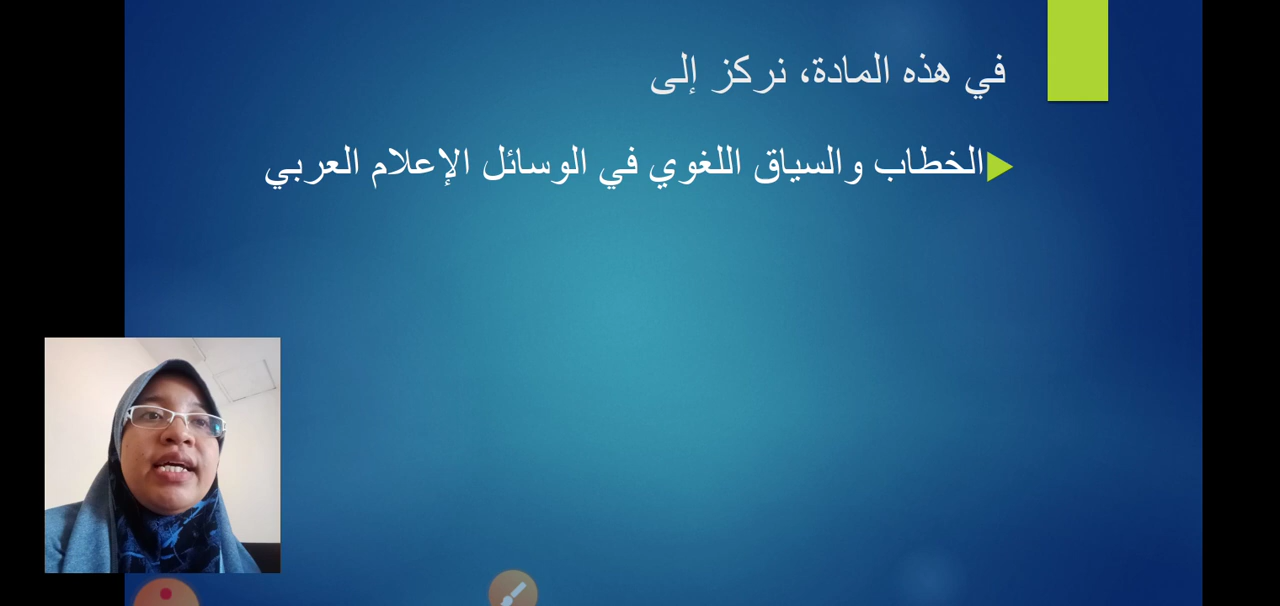 في هذه المادة، نركز إلى
الخطاب والسياق اللغوي في الوسائل الإعلام العربي